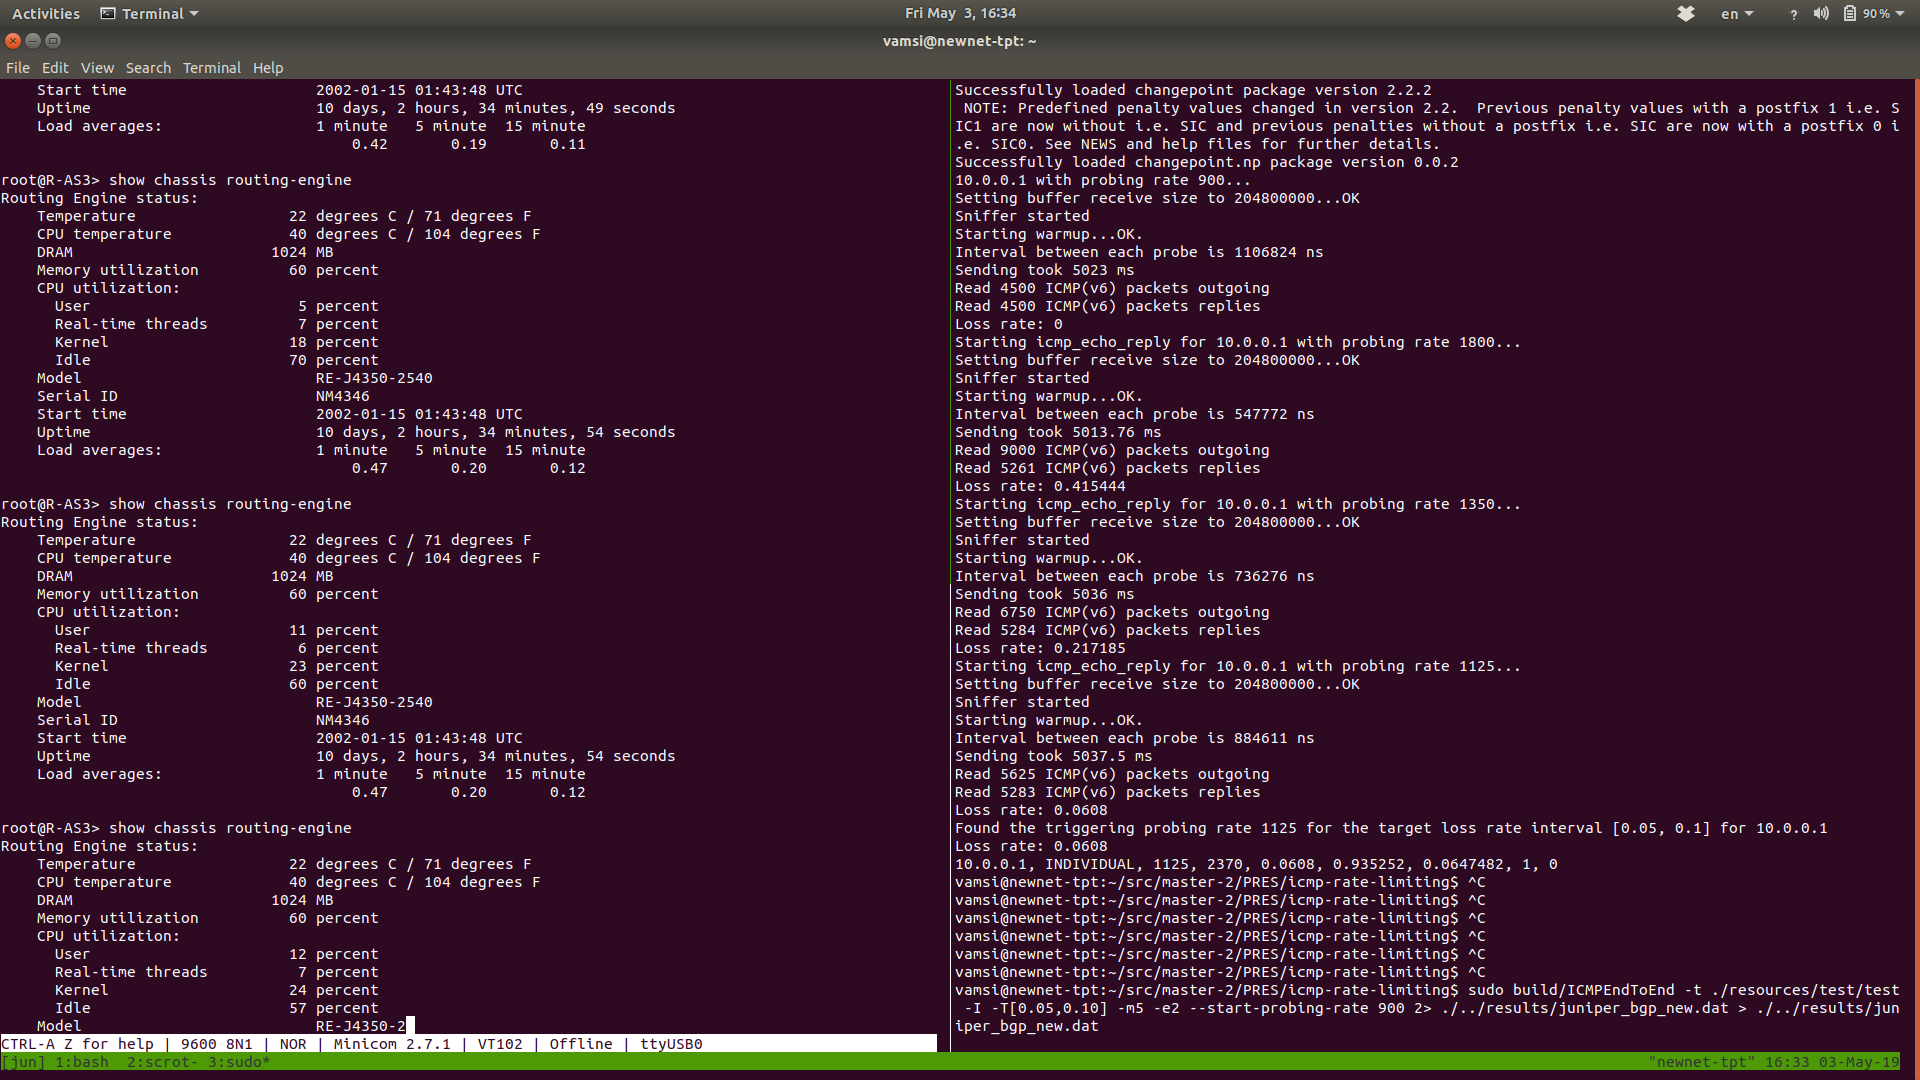 Activities Terminal Fri May 3, 16:34 en ? 90%
vamsi@newnet-tpt: ~
File Edit View Search Terminal Help
Start time 2002-01-15 01:43:48 UTC
Uptime 10 days, 2 hours, 34 minutes, 49 seconds
Load averages: 1 minute 5 minute 15 minute
0.42 0.19 0.11
root@R-AS3> show chassis routing-engine
Routing Engine status:
Temperature 22 degrees C / 71 degrees F
CPU temperature 40 degrees C / 104 degrees F
DRAM 1024 MB
Memory utilization 60 percent
CPU utilization:
User 5 percent
Real-time threads 7 percent
Kernel 18 percent
Idle 70 percent
Model RE-J4350-2540
Serial ID NM4346
Start time 2002-01-15 01:43:48 UTC
Uptime 10 days, 2 hours, 34 minutes, 54 seconds
Load averages: 1 minute 5 minute 15 minute
0.47 0.20 0.12
root@R-AS3> show chassis routing-engine
Routing Engine status:
Temperature 22 degrees C / 71 degrees F
CPU temperature 40 degrees C / 104 degrees F
DRAM 1024 MB
Memory utilization 60 percent
CPU utilization:
User 11 percent
Real-time threads 6 percent
Kernel 23 percent
Idle 60 percent
Model RE-J4350-2540
Serial ID NM4346
Start time 2002-01-15 01:43:48 UTC
Uptime 10 days, 2 hours, 34 minutes, 54 seconds
Load averages: 1 minute 5 minute 15 minute
0.47 0.20 0.12
root@R-AS3> show chassis routing-engine
Routing Engine status:
Temperature 22 degrees C / 71 degrees F
CPU temperature 40 degrees C / 104 degrees F
DRAM 1024 MB
Memory utilization 60 percent
CPU utilization:
User 12 percent
Real-time threads 7 percent
Kernel 24 percent
Idle 57 percent
Model RE-J4350-2
CTRL-A Z for help | 9600 8N1 | NOR | Minicom 2.7.1 | VT102 | Offline | ttyUSB0
Successfully loaded changepoint package version 2.2.2
NOTE: Predefined penalty values changed in version 2.2. Previous penalty values with a postfix 1 i.e. S
IC1 are now without i.e. SIC and previous penalties without a postfix i.e. SIC are now with a postfix 0 i
.e. SIC0. See NEWS and help files for further details.
Successfully loaded changepoint.np package version 0.0.2
10.0.0.1 with probing rate 900...
Setting buffer receive size to 204800000...OK
Sniffer started
Starting warmup...OK.
Interval between each probe is 1106824 ns
Sending took 5023 ms
Read 4500 ICMP(v6) packets outgoing
Read 4500 ICMP(v6) packets replies
Loss rate: 0
Starting icmp_echo_reply for 10.0.0.1 with probing rate 1800...
Setting buffer receive size to 204800000...OK
Sniffer started
Starting warmup...OK.
Interval between each probe is 547772 ns
Sending took 5013.76 ms
Read 9000 ICMP(v6) packets outgoing
Read 5261 ICMP(v6) packets replies
Loss rate: 0.415444
Starting icmp_echo_reply for 10.0.0.1 with probing rate 1350...
Setting buffer receive size to 204800000...OK
Sniffer started
Starting warmup...OK.
Interval between each probe is 736276 ns
Sending took 5036 ms
Read 6750 ICMP(v6) packets outgoing
Read 5284 ICMP(v6) packets replies
Loss rate: 0.217185
Starting icmp_echo_reply for 10.0.0.1 with probing rate 1125...
Setting buffer receive size to 204800000...OK
Sniffer started
Starting warmup...OK.
Interval between each probe is 884611 ns
Sending took 5037.5 ms
Read 5625 ICMP(v6) packets outgoing
Read 5283 ICMP(v6) packets replies
Loss rate: 0.0608
Found the triggering probing rate 1125 for the target loss rate interval [0.05, 0.1] for 10.0.0.1
Loss rate: 0.0608
10.0.0.1, INDIVIDUAL, 1125, 2370, 0.0608, 0.935252, 0.0647482, 1, 0
vamsi@newnet-tpt:~/src/master-2/PRES/icmp-rate-limiting$ ^C
vamsi@newnet-tpt:~/src/master-2/PRES/icmp-rate-limiting$ ^C
vamsi@newnet-tpt:~/src/master-2/PRES/icmp-rate-limiting$ ^C
vamsi@newnet-tpt:~/src/master-2/PRES/icmp-rate-limiting$ ^C
vamsi@newnet-tpt:~/src/master-2/PRES/icmp-rate-limiting$ ^C
vamsi@newnet-tpt:~/src/master-2/PRES/icmp-rate-limiting$ ^C
vamsi@newnet-tpt:~/src/master-2/PRES/icmp-rate-limiting$ sudo build/ICMPEndToEnd -t ./resources/test/test
-I -T[0.05,0.10] -m5 -e2 --start-probing-rate 900 2> ./../results/juniper_bgp_new.dat > ./../results/jun
iper_bgp_new.dat
[jun] 1:bash 2:scrot- 3:sudo* "newnet-tpt" 16:33 03-May-19